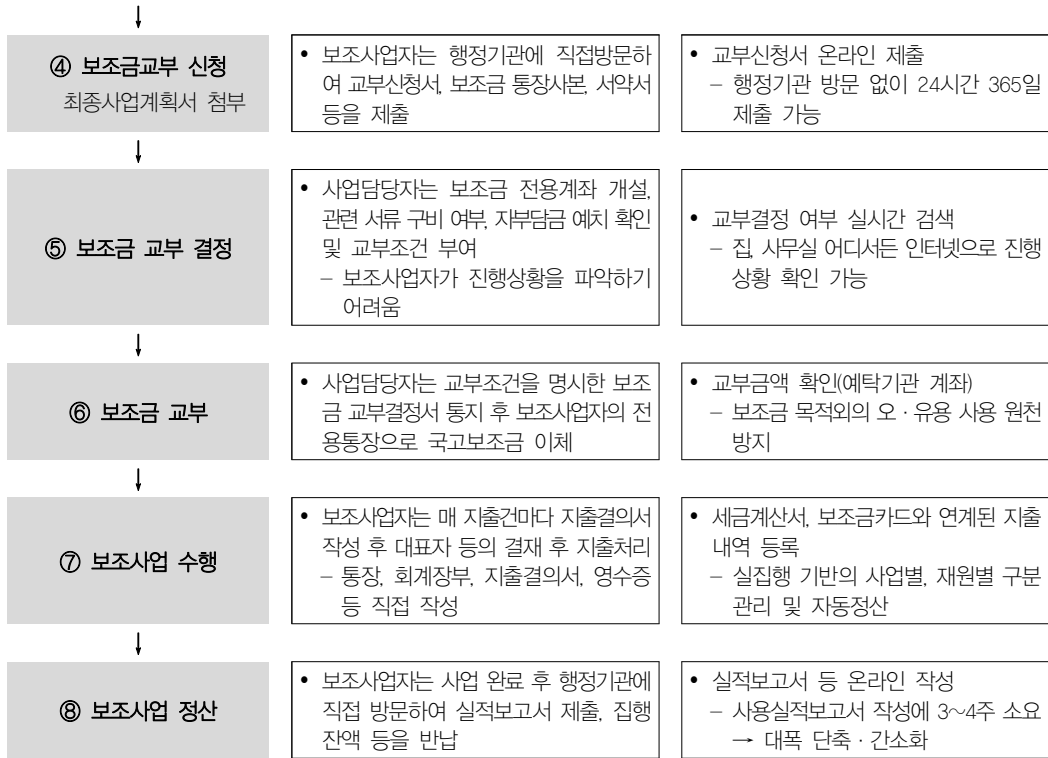 ↓
④ 보조금교부 신청
최종사업계획서 첨부
• 보조사업자는 행정기관에 직접방문하
여 교부신청서, 보조금 통장사본, 서약서
등을 제출
• 교부신청서 온라인 제출
– 행정기관 방문 없이 24시간 365일
제출 가능
↓
⑤ 보조금 교부 결정
• 사업담당자는 보조금 전용계좌 개설,
관련 서류 구비 여부, 자부담금 예치 확인
및 교부조건 부여
– 보조사업자가 진행상황을 파악하기
어려움
• 교부결정 여부 실시간 검색
– 집, 사무실 어디서든 인터넷으로 진행
상황 확인 가능
↓
⑥ 보조금 교부
• 사업담당자는 교부조건을 명시한 보조
금 교부결정서 통지 후 보조사업자의 전
용통장으로 국고보조금 이체
• 교부금액 확인(예탁기관 계좌)
– 보조금 목적외의 오 · 유용 사용 원천
방지
↓
⑦ 보조사업 수행
• 보조사업자는 매 지출건마다 지출결의서
작성 후 대표자 등의 결재 후 지출처리
– 통장, 회계장부, 지출결의서, 영수증
등 직접 작성
• 세금계산서, 보조금카드와 연계된 지출
내역 등록
– 실집행 기반의 사업별, 재원별 구분
관리 및 자동정산
↓
⑧ 보조사업 정산
• 보조사업자는 사업 완료 후 행정기관에
직접 방문하여 실적보고서 제출, 집행
잔액 등을 반납
• 실적보고서 등 온라인 작성
– 사용실적보고서 작성에 3～4주 소요
→ 대폭 단축 · 간소화